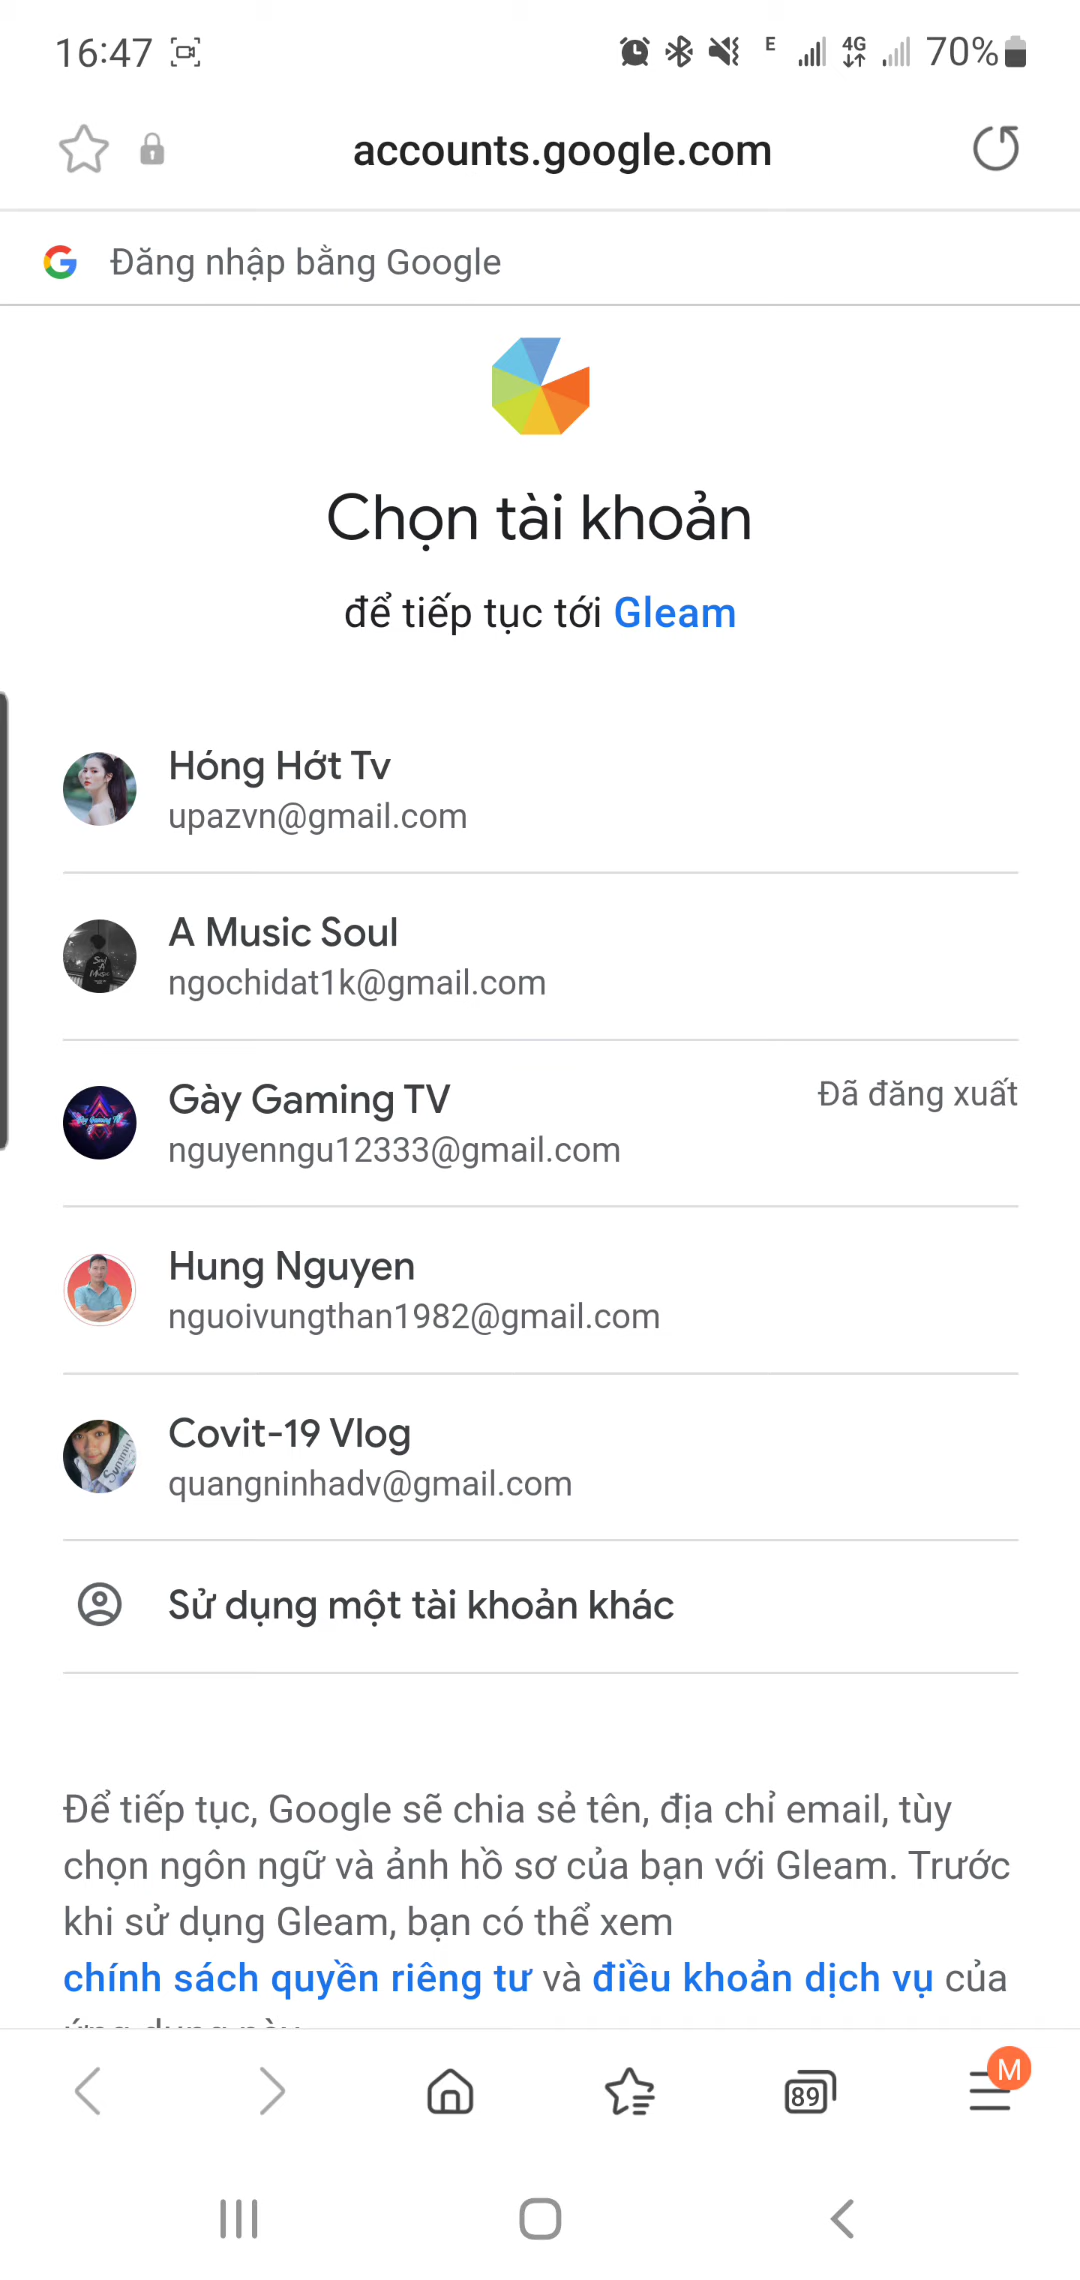 16:47
E 4G 70%
accounts.google.com
Đăng nhập bằng Google
Chọn tài khoản
để tiếp tục tới Gleam
Hóng Hớt Tv
upazvn@gmail.com
A Music Soul
ngochidat1k@gmail.com
Gày Gaming TV
Đã đăng xuất
nguyenngu12333@gmail.com
Hung Nguyen
nguoivungthan1982@gmail.com
Covit-19 Vlog
quangninhadv@gmail.com
Sử dụng một tài khoản khác
Để tiếp tục, Google sẽ chia sẻ tên, địa chỉ email, tùy
chọn ngôn ngữ và ảnh hồ sơ của bạn với Gleam. Trước
khi sử dụng Gleam, bạn có thể xem
chính sách quyền riêng tư và điều khoản dịch vụ của
89
M